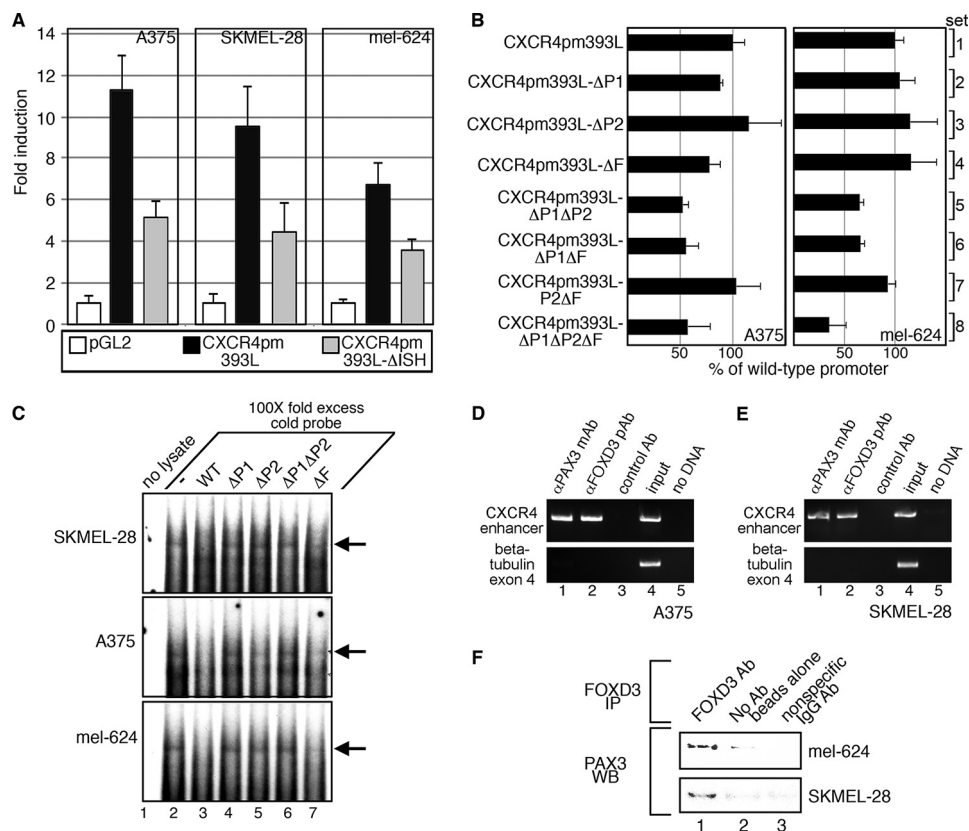 A
A375
SKMEL-28
mel-624
Fold induction
14
12
10
8
6
4
2
0
pGL2
CXCR4pm
393L
CXCR4pm
393L-ΔISH
B
set
CXCR4pm393L
1
CXCR4pm393L-ΔP1
2
CXCR4pm393L-ΔP2
3
CXCR4pm393L-ΔF
4
CXCR4pm393L-
ΔP1ΔP2
5
CXCR4pm393L-
ΔP1ΔF
6
CXCR4pm393L-
P2ΔF
7
CXCR4pm393L-
ΔP1ΔP2ΔF
8
A375
mel-624
50 100 50 100
% of wild-type promoter
C
100X fold excess
cold probe
no lysate
-
WT
ΔP1
ΔP2
ΔP1ΔP2
ΔF
SKMEL-28
A375
mel-624
1 2 3 4 5 6 7
D
αPAX3 mAb
αFOXD3 pAb
control Ab
input
no DNA
CXCR4
enhancer
beta-
tubulin
exon 4
1 2 3 4 5
A375
E
αPAX3 mAb
αFOXD3 pAb
control Ab
input
no DNA
CXCR4
enhancer
beta-
tubulin
exon 4
1 2 3 4 5
SKMEL-28
F
FOXD3
IP
FOXD3 Ab
No Ab
beads alone
nonspecific
IgG Ab
PAX3
WB
mel-624
SKMEL-28
1 2 3